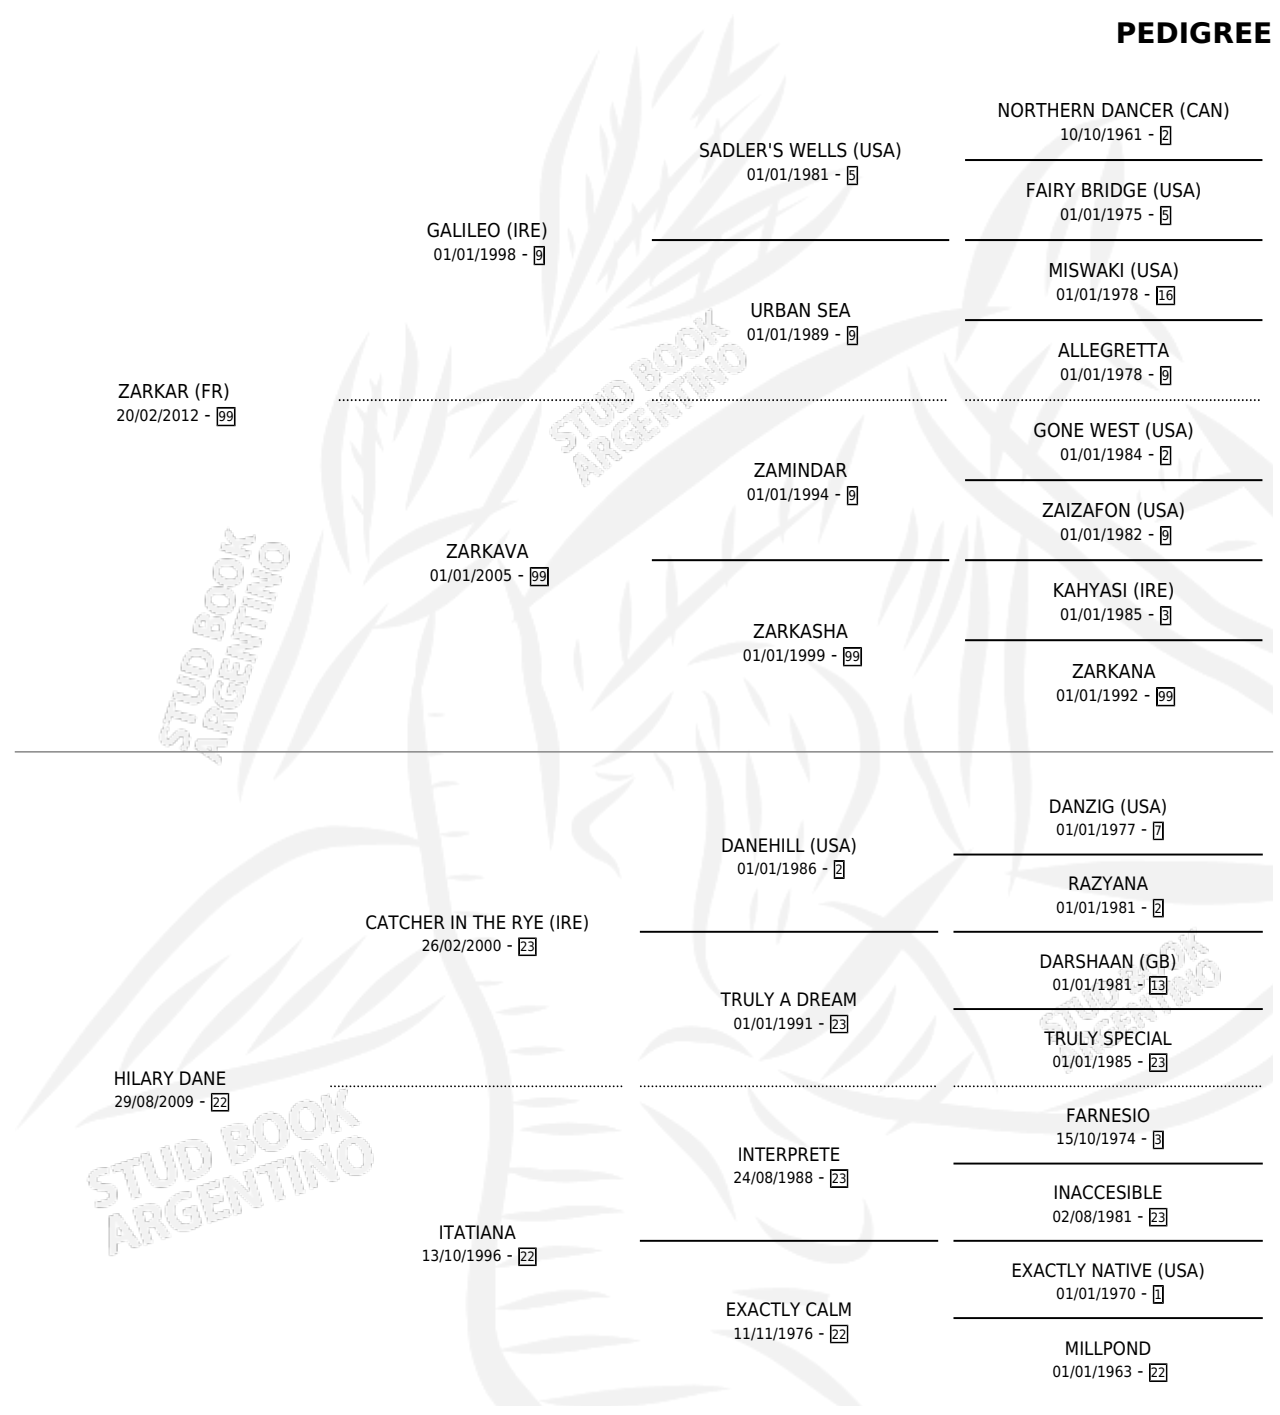 PEDIGREE
NORTHERN DANCER (CAN)
10/10/1961 - 2
SADLER'S WELLS (USA)
01/01/1981 - 5
FAIRY BRIDGE (USA)
01/01/1975 - 5
GALILEO (IRE)
01/01/1998 - 9
MISWAKI (USA)
01/01/1978 - 16
URBAN SEA
01/01/1989 - 9
ALLEGRETTA
01/01/1978 - 9
ZARKAR (FR)
20/02/2012 - 99
GONE WEST (USA)
01/01/1984 - 2
ZAMINDAR
01/01/1994 - 9
ZAIZAFON (USA)
01/01/1982 - 9
ZARKAVA
01/01/2005 - 99
KAHYASI (IRE)
01/01/1985 - 3
ZARKASHA
01/01/1999 - 99
ZARKANA
01/01/1992 - 99
DANZIG (USA)
01/01/1977 - 7
DANEHILL (USA)
01/01/1986 - 2
RAZYANA
01/01/1981 - 2
CATCHER IN THE RYE (IRE)
26/02/2000 - 23
DARSHAAN (GB)
01/01/1981 - 13
TRULY A DREAM
01/01/1991 - 23
TRULY SPECIAL
01/01/1985 - 23
HILARY DANE
29/08/2009 - 22
FARNESIO
15/10/1974 - 3
INTERPRETE
24/08/1988 - 23
INACCESIBLE
02/08/1981 - 23
ITATIANA
13/10/1996 - 22
EXACTLY NATIVE (USA)
01/01/1970 - 1
EXACTLY CALM
11/11/1976 - 22
MILLPOND
01/01/1963 - 22
STUD BOOK
ARGENTINO
STUD BOOK
ARGENTINO
STUD BOOK
ARGENTINO
STUD BOOK
ARGENTINO